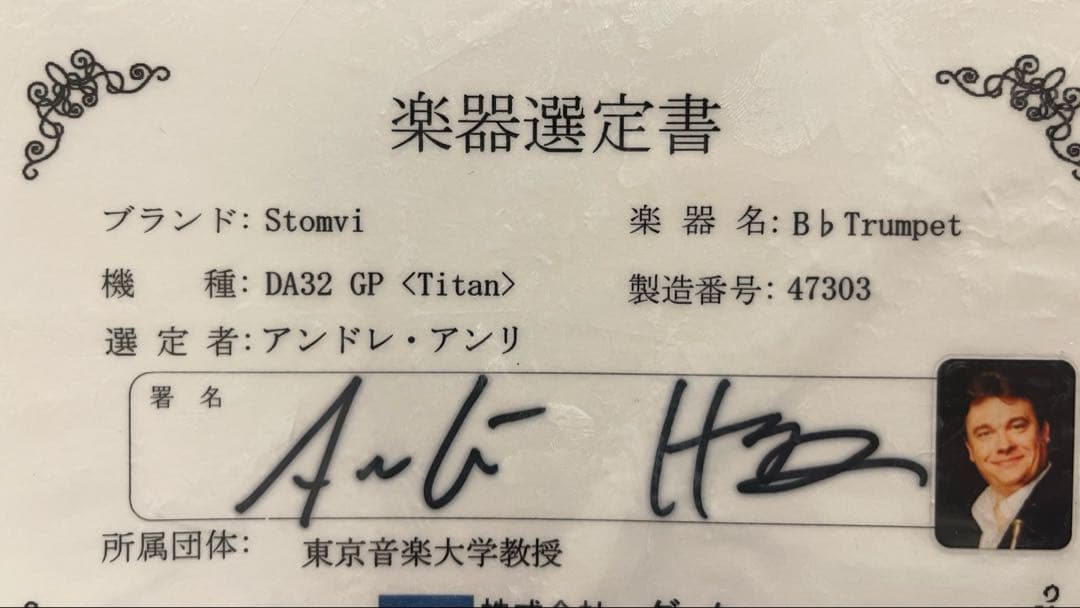 楽器選定書
ブランド: Stomvi 楽 器 名: B♭Trumpet
機　　種: DA32 GP <Titan> 製造番号: 47303
選 定 者: アンドレ・アンリ
署 名
所属団体: 東京音楽大学教授